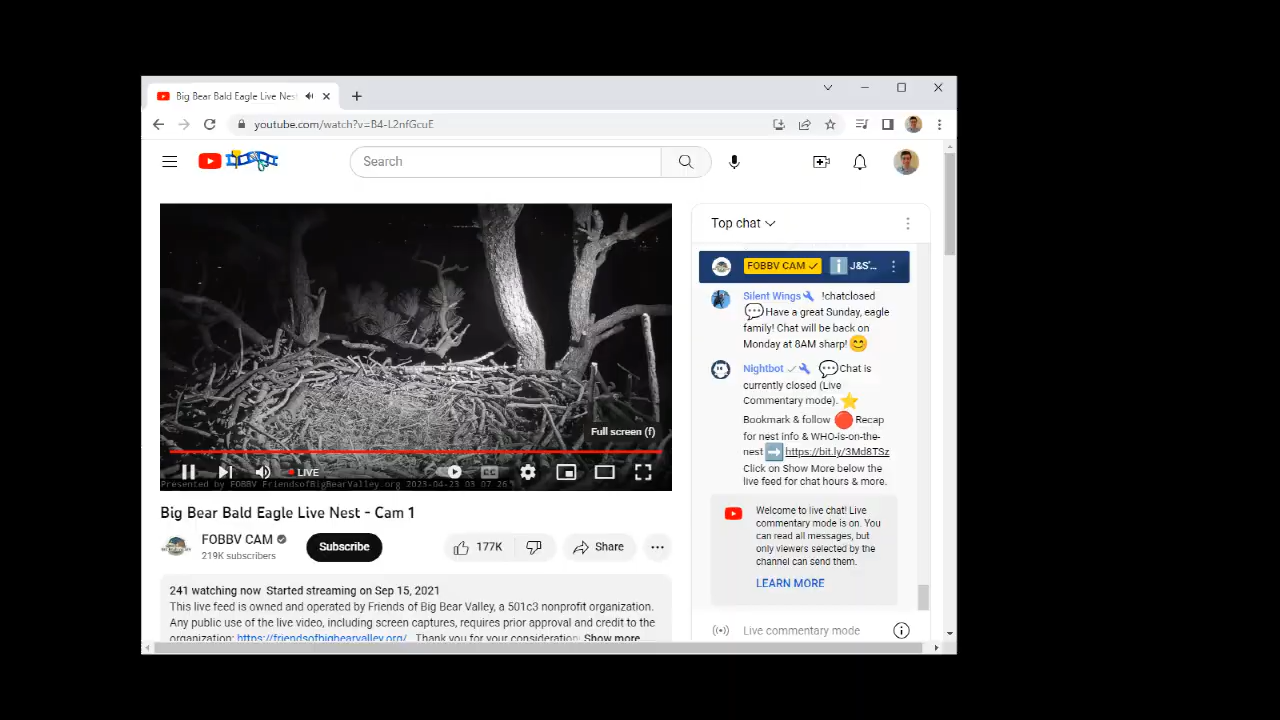 Big Bear Bald Eagle Live Nest
youtube.com/watch?v=B4-L2nfGcuE
Search
Full screen (f)
LIVE
CC
Presented by FOBBV FriendsofBigBearValley.org 2023-04-23 03 07 26
Big Bear Bald Eagle Live Nest - Cam 1
FOBBV CAM
219K subscribers
Subscribe
177K
Share
241 watching now Started streaming on Sep 15, 2021
This live feed is owned and operated by Friends of Big Bear Valley, a 501c3 nonprofit organization.
Any public use of the live video, including screen captures, requires prior approval and credit to the
organization: https://friendsofbigbearvalley.org/ Thank you for your consideration! Show more
Top chat
FOBBV CAM J&S'...
Silent Wings !chatclosed
Have a great Sunday, eagle
family! Chat will be back on
Monday at 8AM sharp!
Nightbot Chat is
currently closed (Live
Commentary mode).
Bookmark & follow Recap
for nest info & WHO-is-on-the-
nest https://bit.ly/3Md8TSz
Click on Show More below the
live feed for chat hours & more.
Welcome to live chat! Live
commentary mode is on. You
can read all messages, but
only viewers selected by the
channel can send them.
LEARN MORE
Live commentary mode